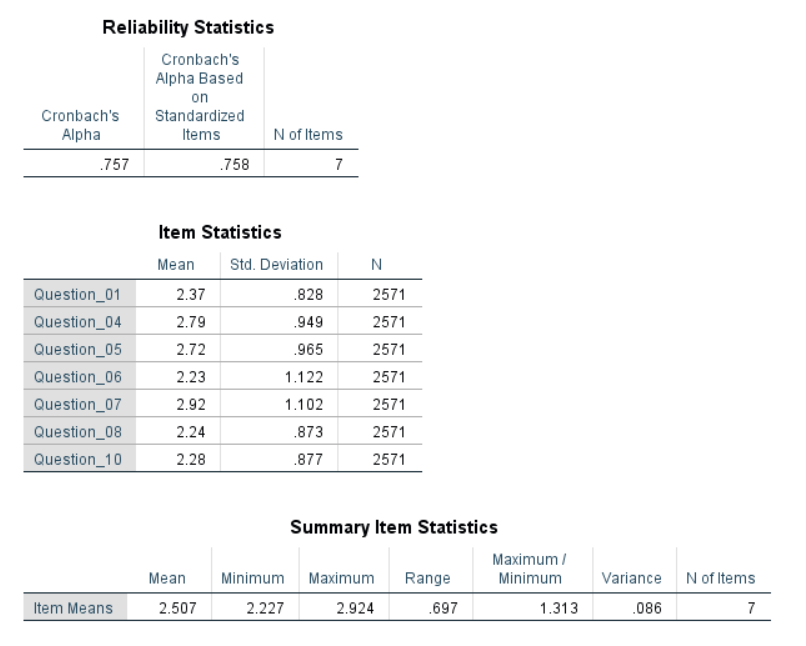 Reliability Statistics
Cronbach's Alpha
Cronbach's Alpha Based on Standardized Items
N of Items
.757 .758 7
Item Statistics
Mean Std. Deviation N
Question_01 2.37 .828 2571
Question_04 2.79 .949 2571
Question_05 2.72 .965 2571
Question_06 2.23 1.122 2571
Question_07 2.92 1.102 2571
Question_08 2.24 .873 2571
Question_10 2.28 .877 2571
Summary Item Statistics
Mean Minimum Maximum Range Maximum / Minimum Variance N of Items
Item Means 2.507 2.227 2.924 .697 1.313 .086 7